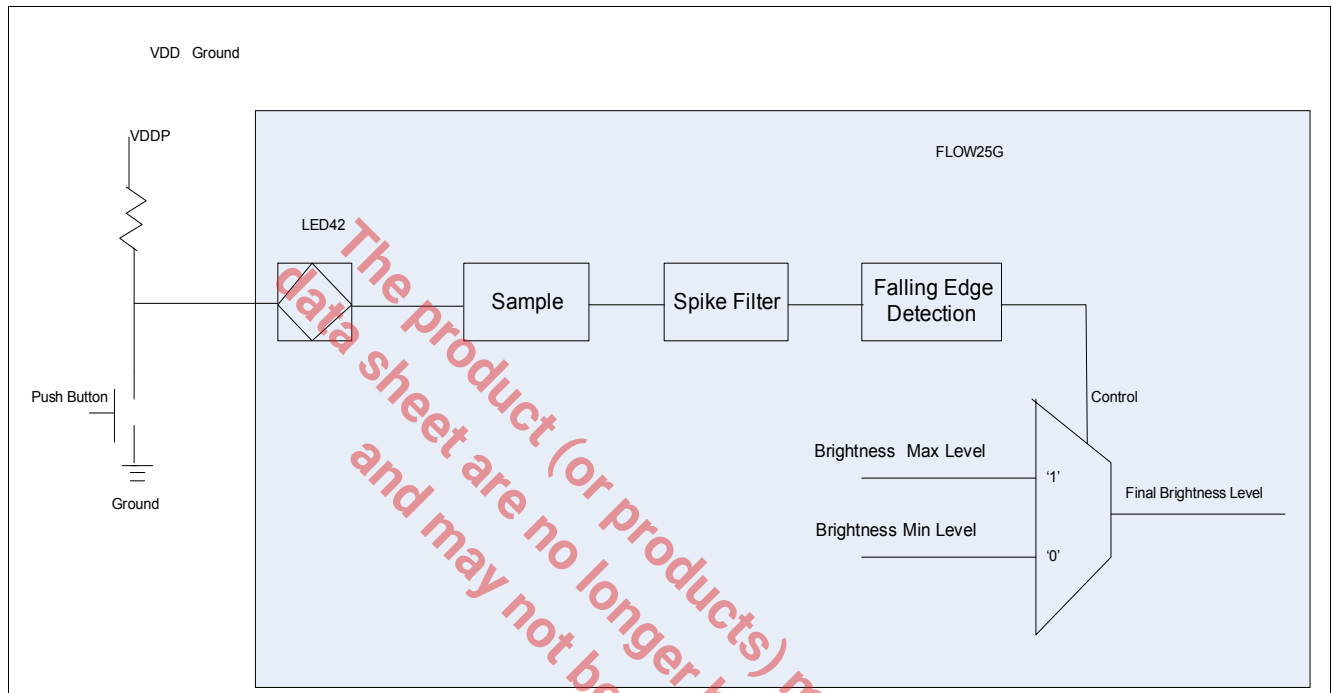 VDD Ground
VDDP
FLOW25G
LED42
Sample
Spike Filter
Falling Edge
Detection
Push Button
Control
Brightness Max Level
'1'
Final Brightness Level
Ground
Brightness Min Level
'0'
The product (or products) m
data sheet are no longer
and may not be